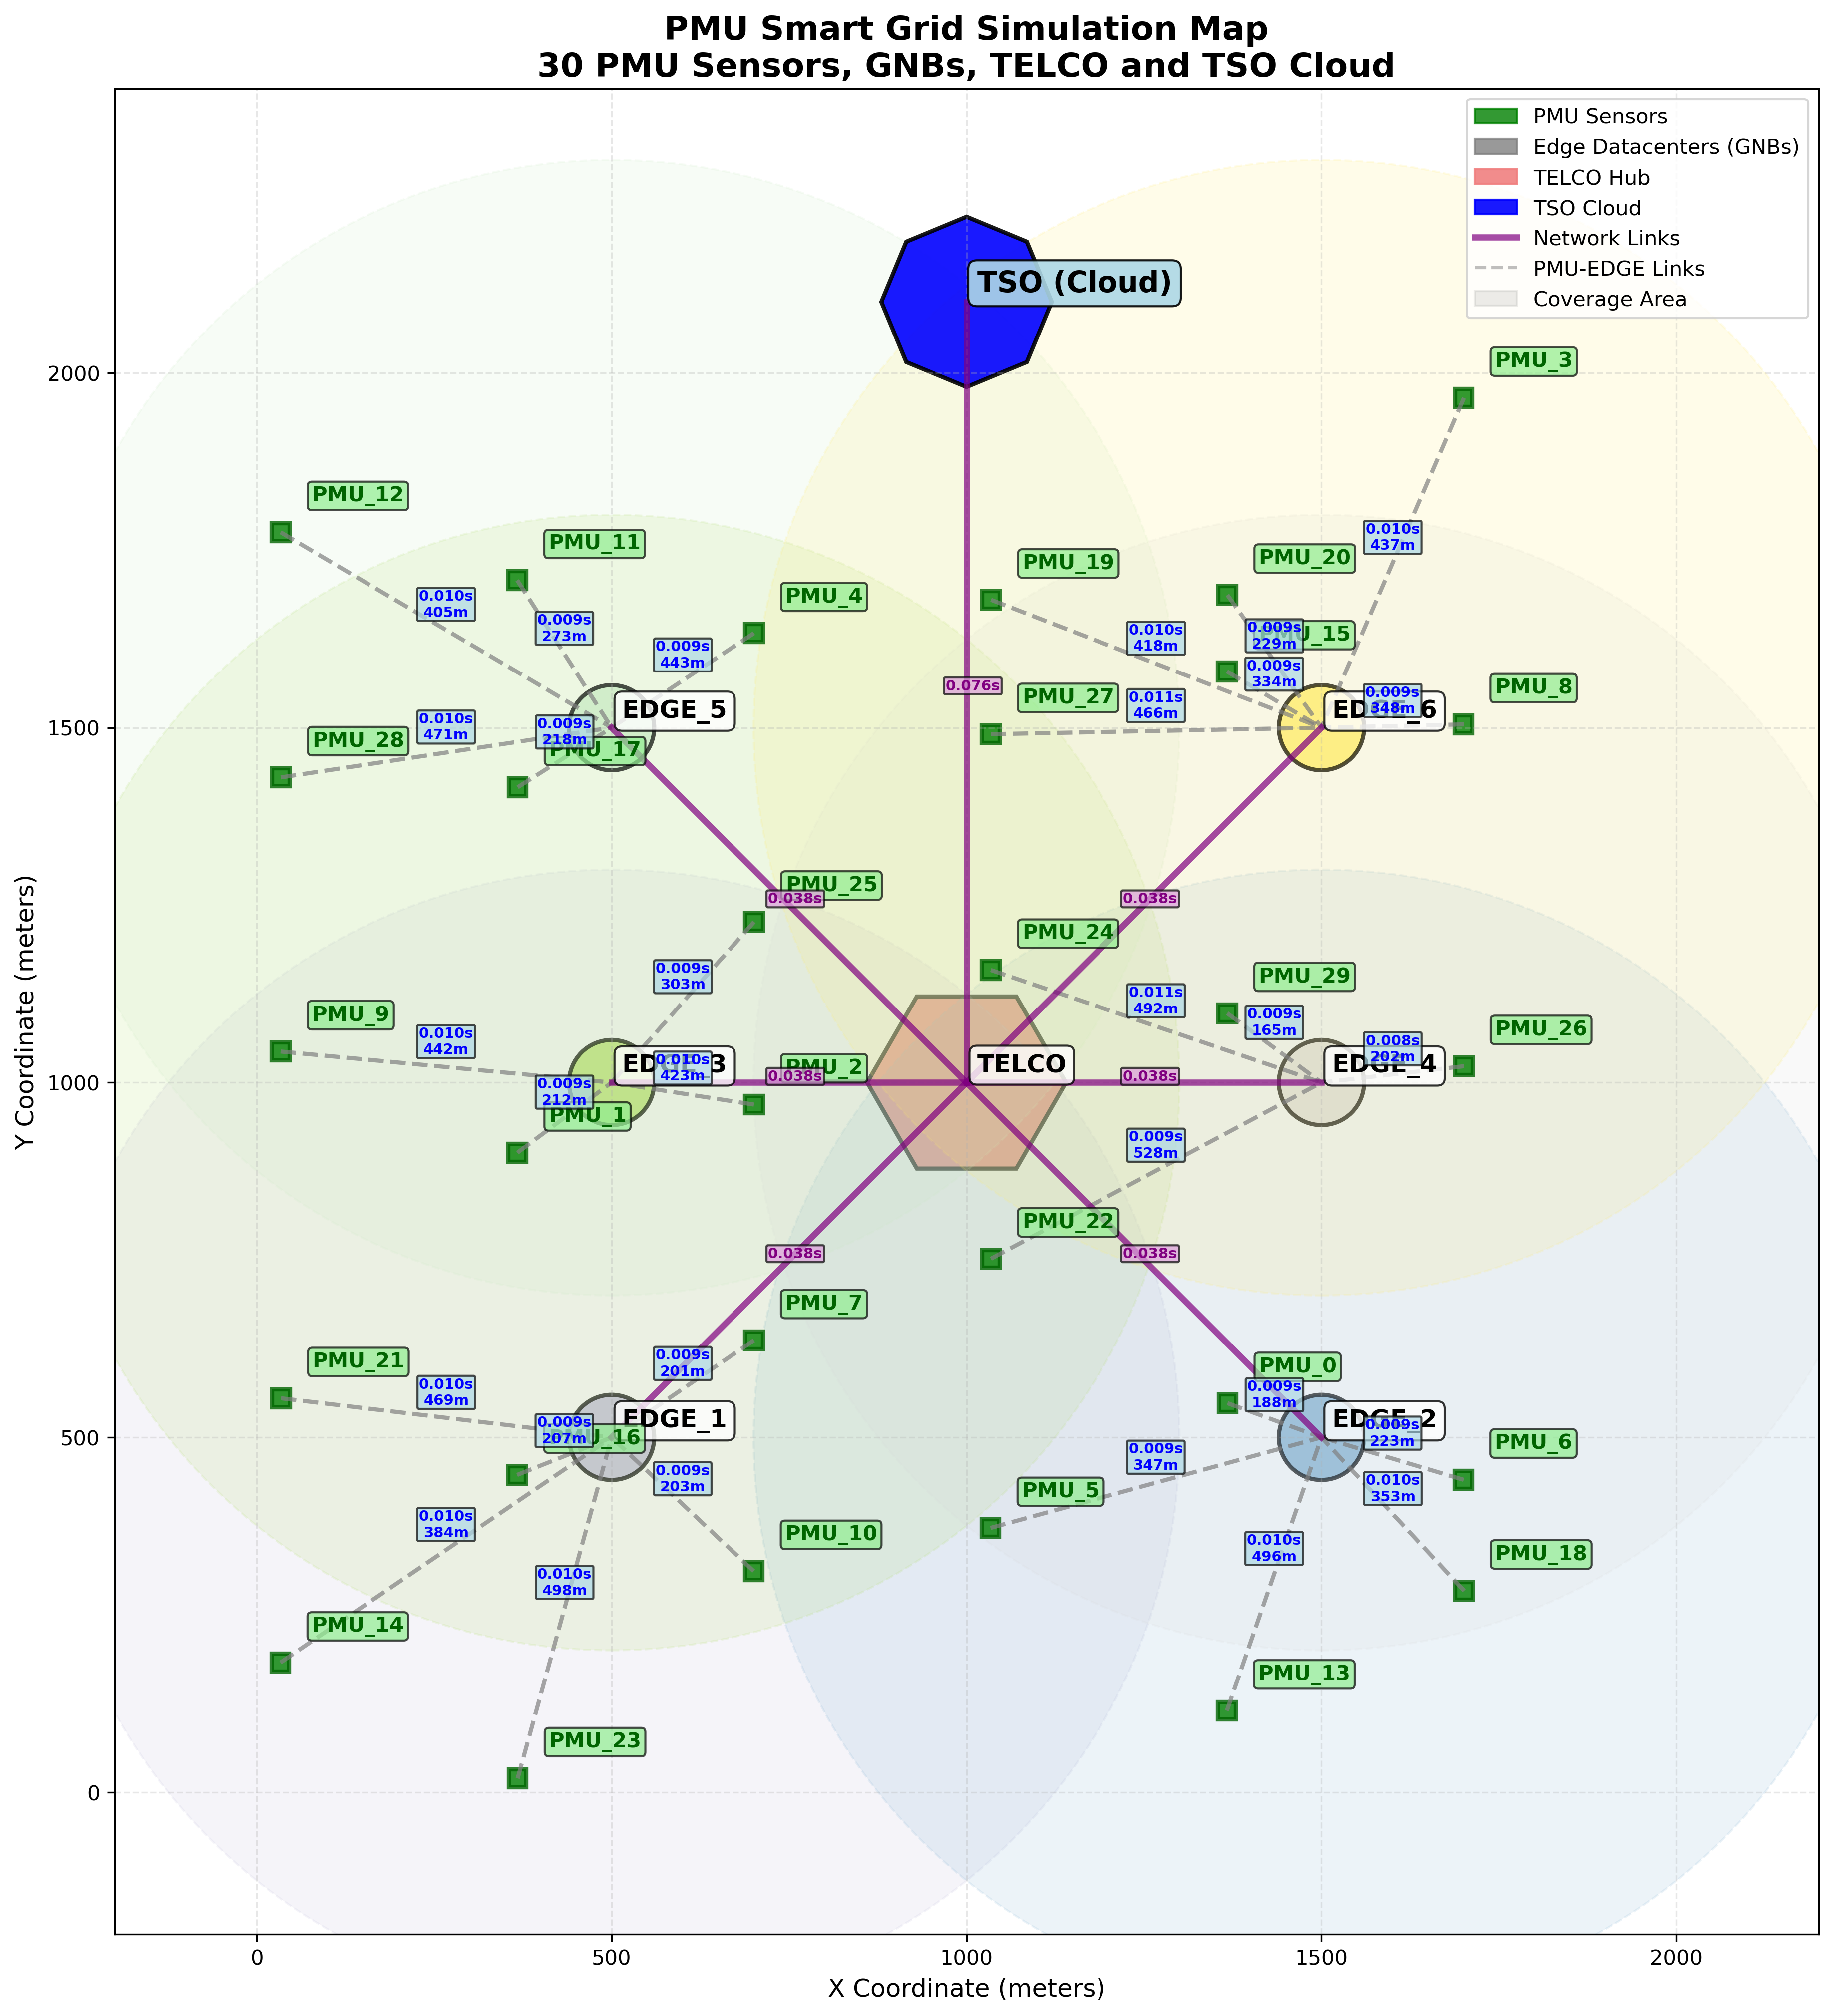 PMU Smart Grid Simulation Map
30 PMU Sensors, GNBs, TELCO and TSO Cloud
PMU Sensors
Edge Datacenters (GNBs)
TELCO Hub
TSO Cloud
Network Links
PMU-EDGE Links
Coverage Area
TSO (Cloud)
2000
PMU_3
PMU_12
0.010s
437m
PMU_11
PMU_19
PMU_20
PMU_4
0.010s
405m
0.009s
273m
0.010s
418m
0.009s
229m
PMU_15
0.009s
443m
0.009s
334m
0.076s
PMU_27
0.011s
466m
PMU_8
0.009s
348m
EDGE_5
EDGE_6
1500
0.010s
471m
0.009s
218m
PMU_28
PMU_17
PMU_25
0.038s
0.038s
PMU_24
0.009s
303m
PMU_29
0.011s
492m
PMU_9
0.010s
442m
0.009s
165m
PMU_26
0.008s
202m
EDGE_3
0.010s
423m
PMU_2
0.038s
TELCO
0.038s
EDGE_4
1000
0.009s
212m
PMU_1
0.009s
528m
PMU_22
0.038s
0.038s
PMU_7
PMU_21
0.009s
201m
PMU_0
0.010s
469m
0.009s
188m
EDGE_1
EDGE_2
0.009s
207m
PMU_16
0.009s
223m
PMU_6
500
0.009s
203m
0.009s
347m
0.010s
353m
PMU_5
0.010s
384m
PMU_10
0.010s
496m
PMU_18
0.010s
498m
PMU_14
PMU_13
PMU_23
0
0
500
1000
1500
2000
X Coordinate (meters)
Y Coordinate (meters)